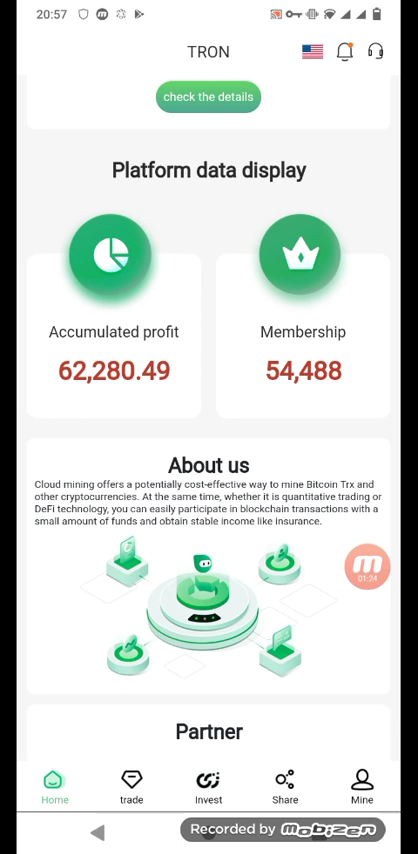 20:57
TRON
check the details
Platform data display
Accumulated profit
Membership
62,280.49
54,488
About us
Cloud mining offers a potentially cost-effective way to mine Bitcoin Trx and
other cryptocurrencies. At the same time, whether it is quantitative trading or
DeFi technology, you can easily participate in blockchain transactions with a
small amount of funds and obtain stable income like insurance.
01:24
Partner
Home
trade
Invest
Share
Mine
Recorded by mobizen